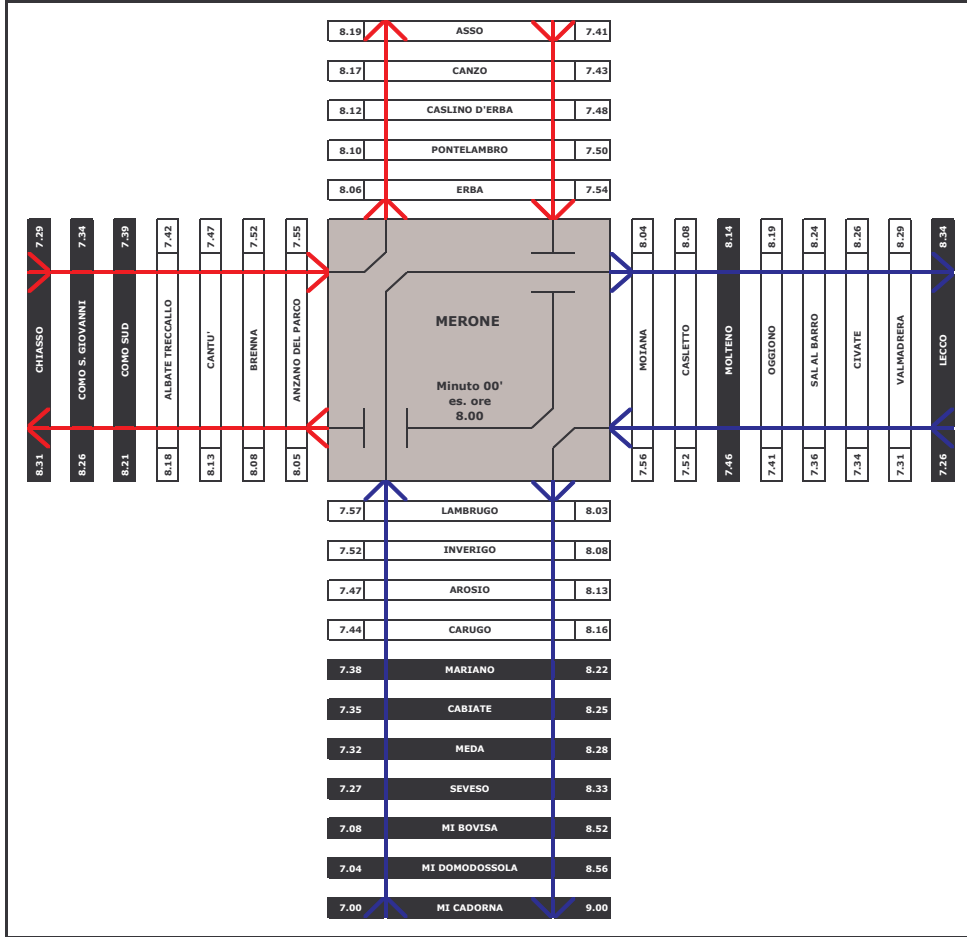 8.19 ASSO 7.41
8.17 CANZO 7.43
8.12 CASLINO D'ERBA 7.48
8.10 PONTELAMBRO 7.50
8.06 ERBA 7.54
7.29 CHIASSO 8.31
7.34 COMO S. GIOVANNI 8.26
7.39 COMO SUD 8.21
7.42 ALBATE TRECCALLO 8.18
7.47 CANTU' 8.13
7.52 BRENNA 8.08
7.55 ANZANO DEL PARCO 8.05
MERONE
Minuto 00'
es. ore
8.00
8.04 MOIANA 7.56
8.08 CASLETTO 7.52
8.14 MOLTENO 7.46
8.19 OGGIONO 7.41
8.24 SAL AL BARRO 7.36
8.26 CIVATE 7.34
8.29 VALMADRERA 7.31
8.34 LECCO 7.26
7.57 LAMBRUGO 8.03
7.52 INVERIGO 8.08
7.47 AROSIO 8.13
7.44 CARUGO 8.16
7.38 MARIANO 8.22
7.35 CABIATE 8.25
7.32 MEDA 8.28
7.27 SEVESO 8.33
7.08 MI BOVISA 8.52
7.04 MI DOMODOSSOLA 8.56
7.00 MI CADORNA 9.00